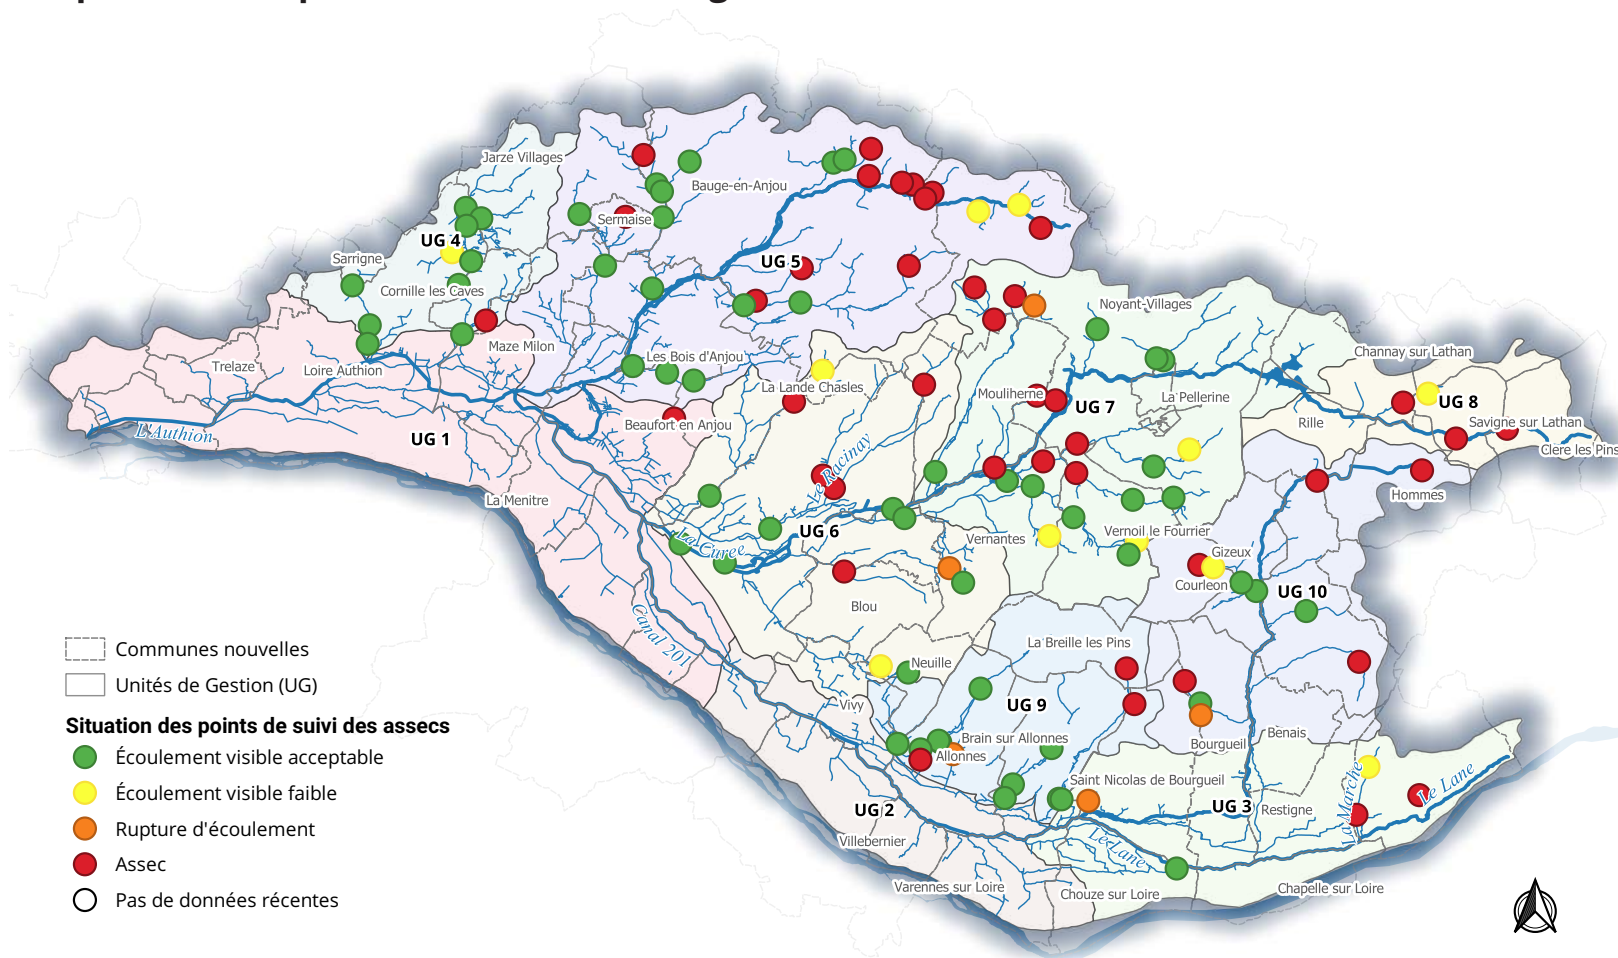 Jarze Villages
Bauge-en-Anjou
Sermaise
UG 4
Sarrigne
UG 5
Cornille les Caves
Noyant-Villages
Maze Milon
Les Bois d'Anjou
Channay sur Lathan
Trelaze
Loire Authion
La Lande Chasles
Mouliherne
La Pellerine
UG 7
UG 8
Beaufort en Anjou
Rille
Savigne sur Lathan
L'Authion
UG 1
Clere les Pins
Le Racinay
Hommes
La Menitre
UG 6
Vernantes
Vernoil le Fourrier
La Curee
Gizeux
Courleon
UG 10
Blou
Canal 201
La Breille les Pins
Neuille
Vivy
UG 9
Brain sur Allonnes
Benais
Bourgueil
Allonnes
Saint Nicolas de Bourgueil
La Marche
Le Lane
UG 2
UG 3
Restigne
Villebernier
Le Lane
Varennes sur Loire
Chouze sur Loire
Chapelle sur Loire
Communes nouvelles
Unités de Gestion (UG)
Situation des points de suivi des assecs
Écoulement visible acceptable
Écoulement visible faible
Rupture d'écoulement
Assec
Pas de données récentes